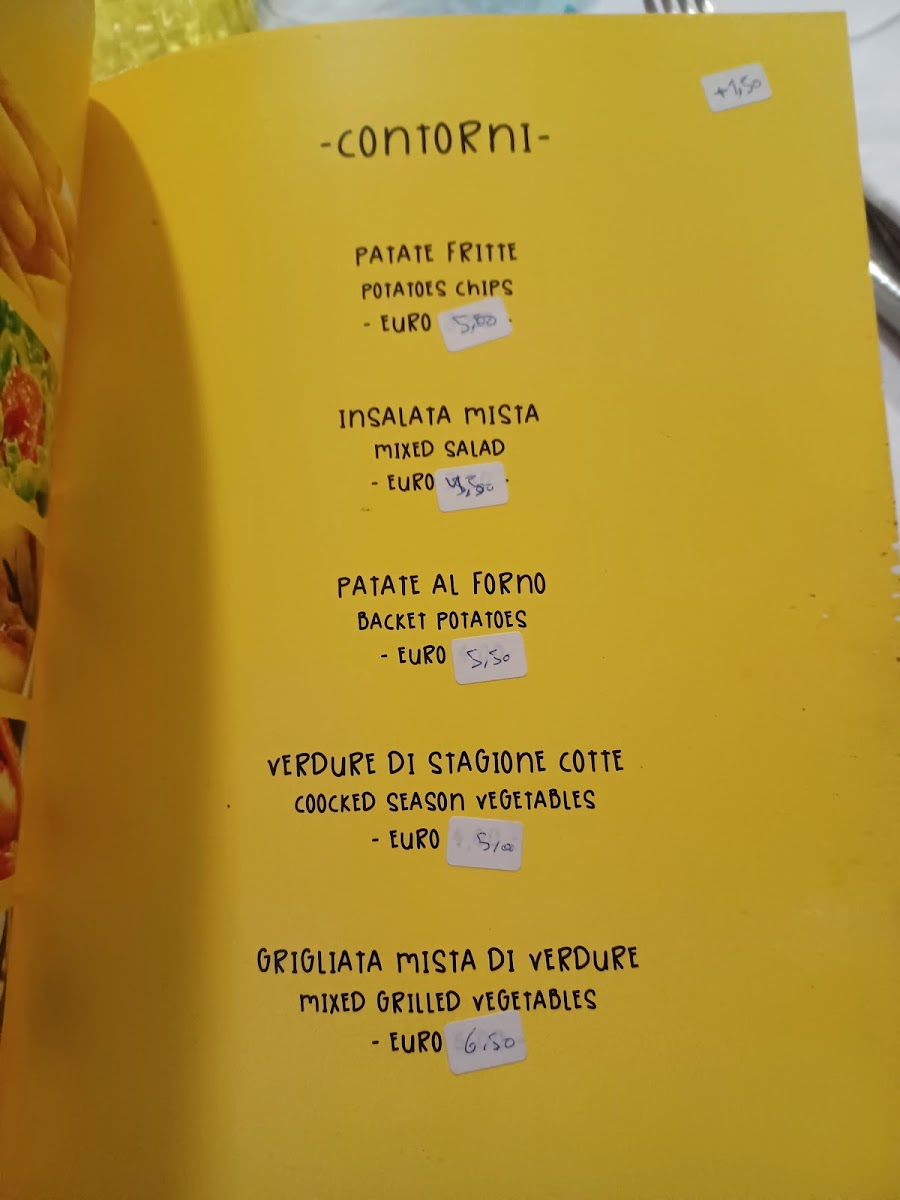 +1,50
-CONTORNI-
PATATE FRITTE
POTATOES CHIPS
- EURO 5,00
INSALATA MISTA
MIXED SALAD
- EURO
PATATE AL FORNO
BACKET POTATOES
- EURO 5,50
VERDURE DI STAGIONE COTTE
COOCKED SEASON VEGETABLES
- EURO 5,00
GRIGLIATA MISTA DI VERDURE
MIXED GRILLED VEGETABLES
- EURO 6.50